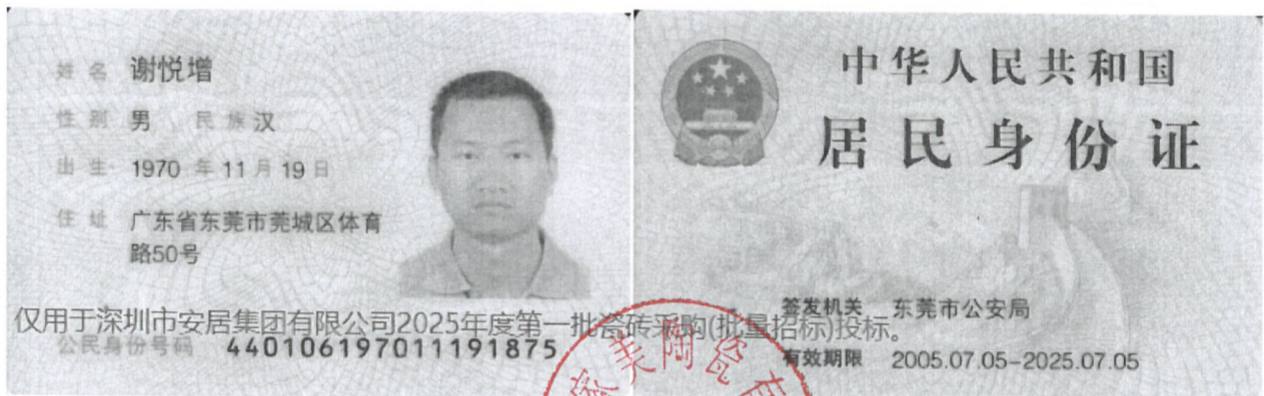 姓名 谢悦增
性别 男 民族 汉
出生 1970 年 11 月 19 日
住址 广东省东莞市莞城区体育
路50号
公民身份号码 440106197011191875
中华人民共和国
居民身份证
签发机关 东莞市公安局
有效期限 2005.07.05-2025.07.05
仅用于深圳市安居集团有限公司2025年度第一批瓷砖采购(批量招标)投标。
美陶瓷有